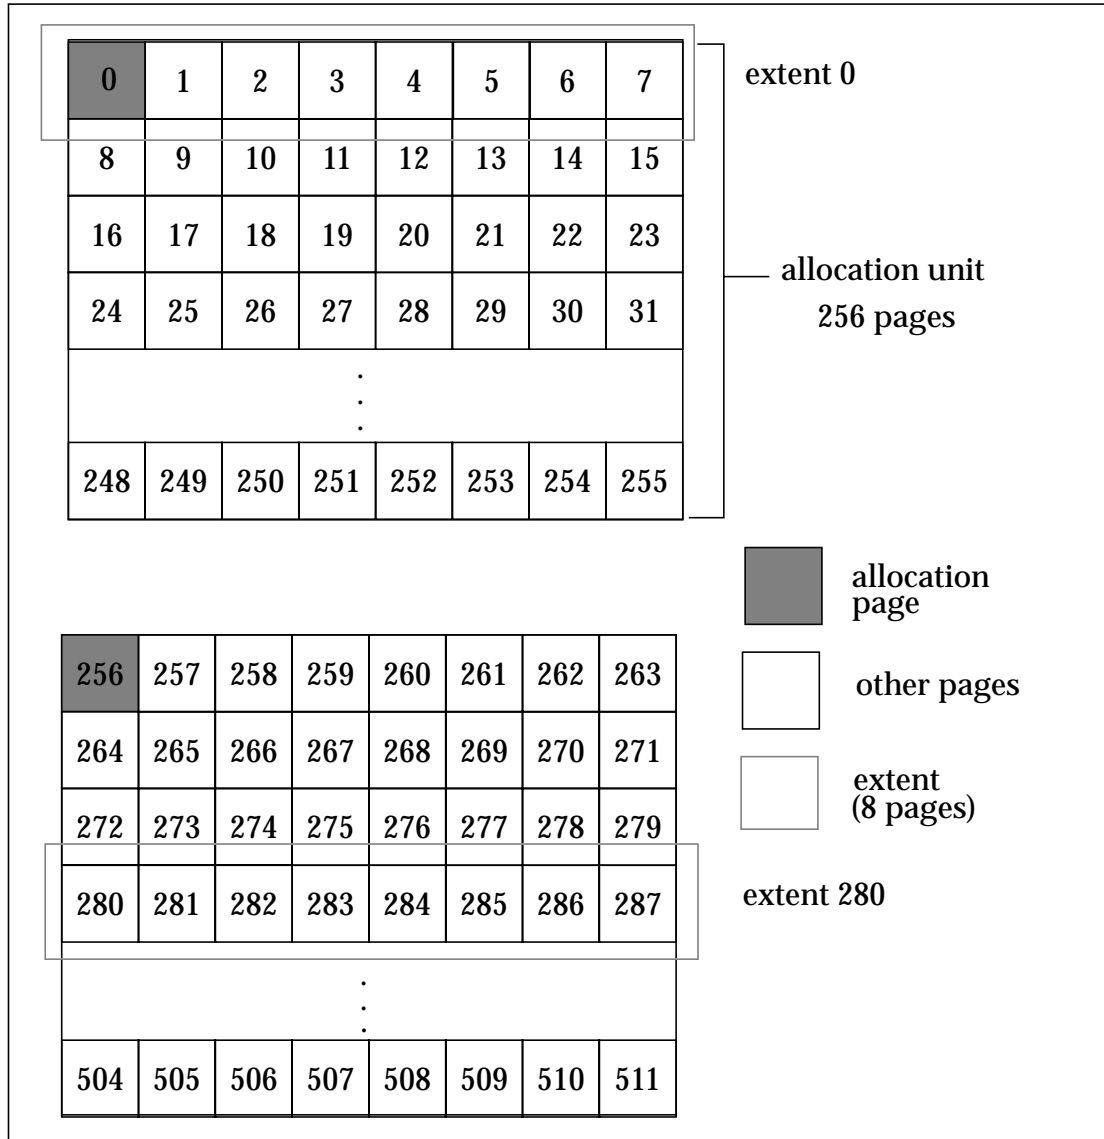 0 1 2 3 4 5 6 7
extent 0
8 9 10 11 12 13 14 15
16 17 18 19 20 21 22 23
24 25 26 27 28 29 30 31
allocation unit
256 pages
.
.
.
248 249 250 251 252 253 254 255
allocation
page
256 257 258 259 260 261 262 263
other pages
264 265 266 267 268 269 270 271
extent
(8 pages)
272 273 274 275 276 277 278 279
280 281 282 283 284 285 286 287
extent 280
.
.
.
504 505 506 507 508 509 510 511